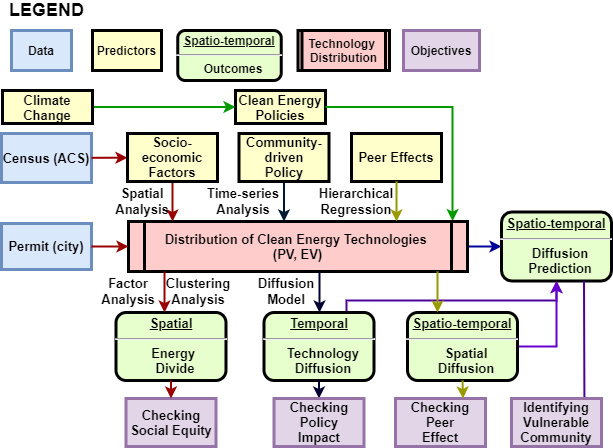 LEGEND
Data
Predictors
Spatio-temporal
Outcomes
Technology
Distribution
Objectives
Climate
Change
Clean Energy
Policies
Census (ACS)
Socio-
economic
Factors
Community-
driven
Policy
Peer Effects
Spatial
Analysis
Time-series
Analysis
Hierarchical
Regression
Permit (city)
Distribution of Clean Energy Technologies
(PV, EV)
Spatio-temporal
Diffusion
Prediction
Factor
Analysis
Clustering
Analysis
Diffusion
Model
Spatial
Energy
Divide
Temporal
Technology
Diffusion
Spatio-temporal
Spatial
Diffusion
Checking
Social Equity
Checking
Policy
Impact
Checking
Peer
Effect
Identifying
Vulnerable
Community